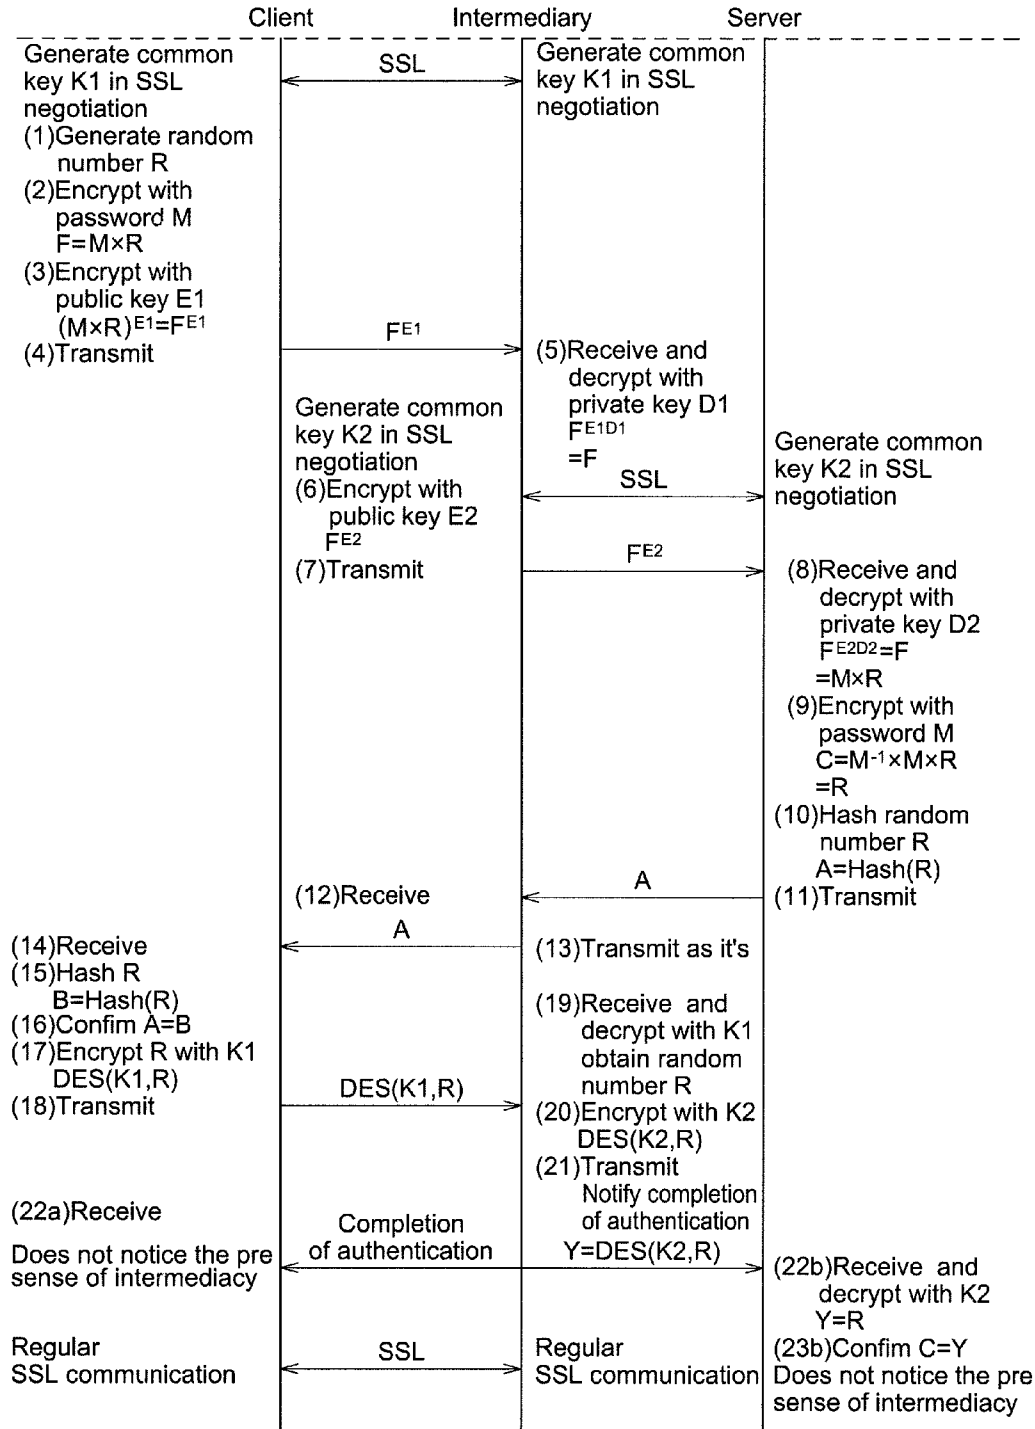 Client Intermediary Server
Generate common
key K1 in SSL
negotiation
SSL
Generate common
key K1 in SSL
negotiation
(1)Generate random
number R
(2)Encrypt with
password M
F=M×R
(3)Encrypt with
public key E1
(M×R)^E1=F^E1
(4)Transmit
F^E1
(5)Receive and
decrypt with
private key D1
F^E1D1
=F
Generate common
key K2 in SSL
negotiation
SSL
Generate common
key K2 in SSL
negotiation
(6)Encrypt with
public key E2
F^E2
(7)Transmit
F^E2
(8)Receive and
decrypt with
private key D2
F^E2D2=F
=M×R
(9)Encrypt with
password M
C=M^-1×M×R
=R
(10)Hash random
number R
A=Hash(R)
(11)Transmit
A
(12)Receive
(13)Transmit as it's
A
(14)Receive
(15)Hash R
B=Hash(R)
(16)Confim A=B
(17)Encrypt R with K1
DES(K1,R)
(18)Transmit
DES(K1,R)
(19)Receive and
decrypt with K1
obtain random
number R
(20)Encrypt with K2
DES(K2,R)
(21)Transmit
Notify completion
of authentication
Y=DES(K2,R)
Completion
of authentication
(22a)Receive
Does not notice the pre
sense of intermediacy
(22b)Receive and
decrypt with K2
Y=R
(23b)Confim C=Y
Does not notice the pre
sense of intermediacy
Regular
SSL communication
SSL
Regular
SSL communication